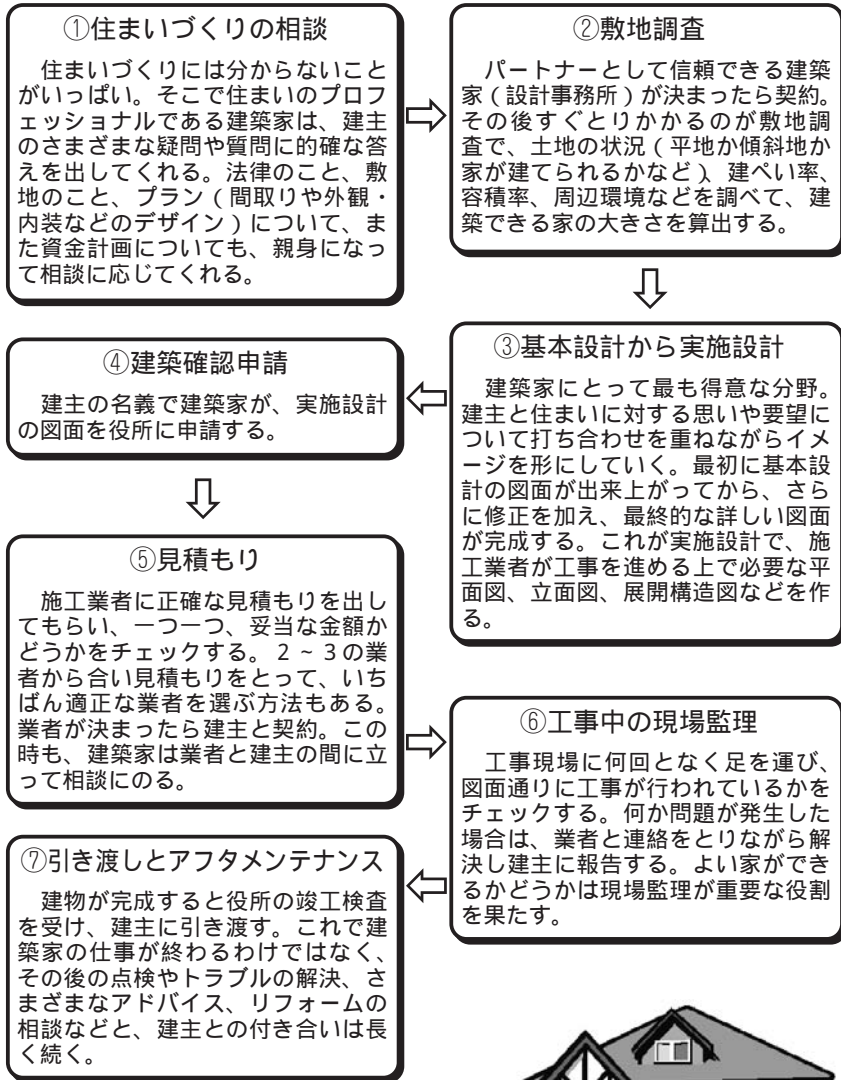 ①住まいづくりの相談
住まいづくりには分からないこと
がいっぱい。そこで住まいのプロフ
ェッショナルである建築家は、建主
のさまざまな疑問や質問に的確な答
えを出してくれる。法律のこと、敷
地のこと、プラン（間取りや外観・
内装などのデザイン）について、ま
た資金計画についても、親身になっ
て相談に応じてくれる。
②敷地調査
パートナーとして信頼できる建築
家（設計事務所）が決まったら契約。
その後すぐとりかかるのが敷地調
査で、土地の状況（平地か傾斜地か
家が建てられるかなど）、建ぺい率、
容積率、周辺環境などを調べて、建
築できる家の大きさを算出する。
③基本設計から実施設計
建築家にとって最も得意な分野。
建主と住まいに対する思いや要望に
ついて打ち合わせを重ねながらイメ
ージを形にしていく。最初に基本設
計の図面が出来上がってから、さら
に修正を加え、最終的な詳しい図面
が完成する。これが実施設計で、施
工業者が工事を進める上で必要な平
面図、立面図、展開構造図などを作
る。
④建築確認申請
建主の名義で建築家が、実施設計
の図面を役所に申請する。
⑤見積もり
施工業者に正確な見積もりを出し
てもらい、一つ一つ、妥当な金額か
どうかをチェックする。２～３の業
者から合い見積もりをとって、いち
ばん適正な業者を選ぶ方法もある。
業者が決まったら建主と契約。この
時も、建築家は業者と建主の間に立
って相談にのる。
⑥工事中の現場監理
工事現場に何回となく足を運び、
図面通りに工事が行われているかを
チェックする。何か問題が発生した
場合は、業者と連絡をとりながら解
決し建主に報告する。よい家ができ
るかどうかは現場監理が重要な役割
を果たす。
⑦引き渡しとアフタメンテナンス
建物が完成すると役所の竣工検査
を受け、建主に引き渡す。これで建
築家の仕事が終わるわけではなく、
その後の点検やトラブルの解決、さ
まざまなアドバイス、リフォームの
相談などと、建主との付き合いは長
く続く。